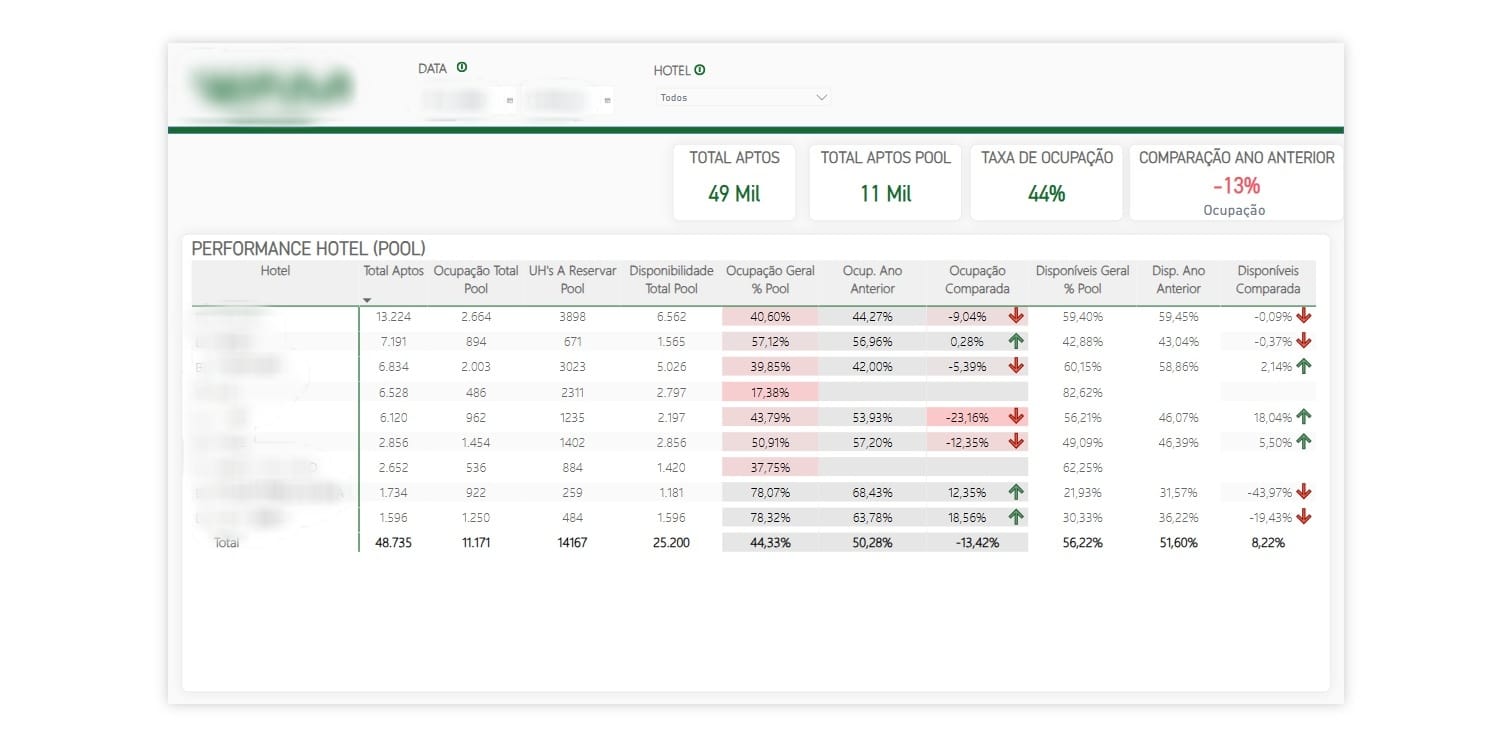 DATA
HOTEL
Todos
TOTAL APTOS
49 Mil
TOTAL APTOS POOL
11 Mil
TAXA DE OCUPAÇÃO
44%
COMPARAÇÃO ANO ANTERIOR
-13%
Ocupação
PERFORMANCE HOTEL (POOL)
Hotel Total Aptos Ocupação Total Pool UH's A Reservar Pool Disponibilidade Total Pool Ocupação Geral % Pool Ocup. Ano Anterior Ocupação Comparada Disponíveis Geral % Pool Disp. Ano Anterior Disponíveis Comparada
13.224 2.664 3898 6.562 40,60% 44,27% -9,04% 59,40% 59,45% -0,09%
7.191 894 671 1.565 57,12% 56,96% 0,28% 42,88% 43,04% -0,37%
6.834 2.003 3023 5.026 39,85% 42,00% -5,39% 60,15% 58,86% 2,14%
6.528 486 2311 2.797 17,38% 82,62%
6.120 962 1235 2.197 43,79% 53,93% -23,16% 56,21% 46,07% 18,04%
2.856 1.454 1402 2.856 50,91% 57,20% -12,35% 49,09% 46,39% 5,50%
2.652 536 884 1.420 37,75% 62,25%
1.734 922 259 1.181 78,07% 68,43% 12,35% 21,93% 31,57% -43,97%
1.596 1.250 484 1.596 78,32% 63,78% 18,56% 30,33% 36,22% -19,43%
Total 48.735 11.171 14167 25.200 44,33% 50,28% -13,42% 56,22% 51,60% 8,22%